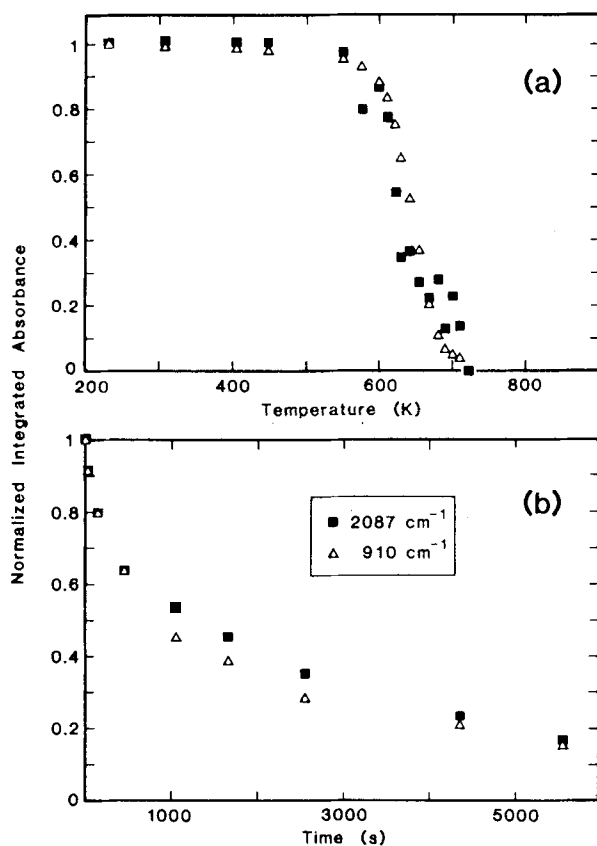 (a)
1
0.8
0.6
0.4
0.2
0
200
400
600
800
Temperature (K)
Normalized Integrated Absorbance
(b)
1
0.8
0.6
0.4
0.2
0
2087 cm⁻¹
910 cm⁻¹
1000
3000
5000
Time (s)